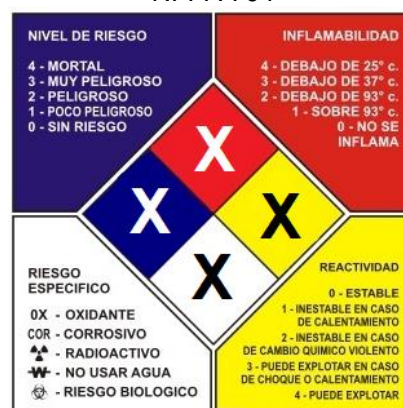 NIVEL DE RIESGO
4 - MORTAL
3 - MUY PELIGROSO
2 - PELIGROSO
1 - POCO PELIGROSO
0 - SIN RIESGO
INFLAMABILIDAD
4 - DEBAJO DE 25° c.
3 - DEBAJO DE 37° c.
2 - DEBAJO DE 93° c.
1 - SOBRE 93° c.
0 - NO SE
INFLAMA
X
X
X
X
RIESGO
ESPECIFICO
0X - OXIDANTE
COR - CORROSIVO
- RADIOACTIVO
W - NO USAR AGUA
- RIESGO BIOLOGICO
REACTIVIDAD
0 - ESTABLE
1 - INESTABLE EN CASO
DE CALENTAMIENTO
2 - INESTABLE EN CASO
DE CAMBIO QUIMICO VIOLENTO
3 - PUEDE EXPLOTAR EN CASO
DE CHOQUE O CALENTAMIENTO
4 - PUEDE EXPLOTAR